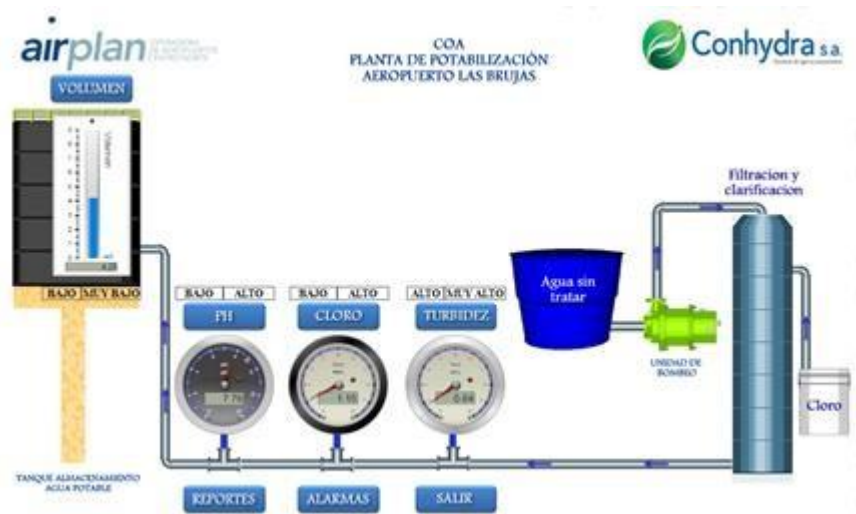 airplan
COA
PLANTA DE POTABILIZACIÓN
AEROPUERTO LAS BRUJAS
Conhydra s.a.
VOLUMEN
Volumen
Filtracion y
clarificacion
Agua sin
tratar
BAJO MUY BAJO
BAJO ALTO
BAJO ALTO
ALTO MUY ALTO
PH
CLORO
TURBIDEZ
UNIDAD DE
BOMBEO
Cloro
TANQUE ALMACENAMIENTO
AGUA POTABLE
REPORTES
ALARMAS
SALIR